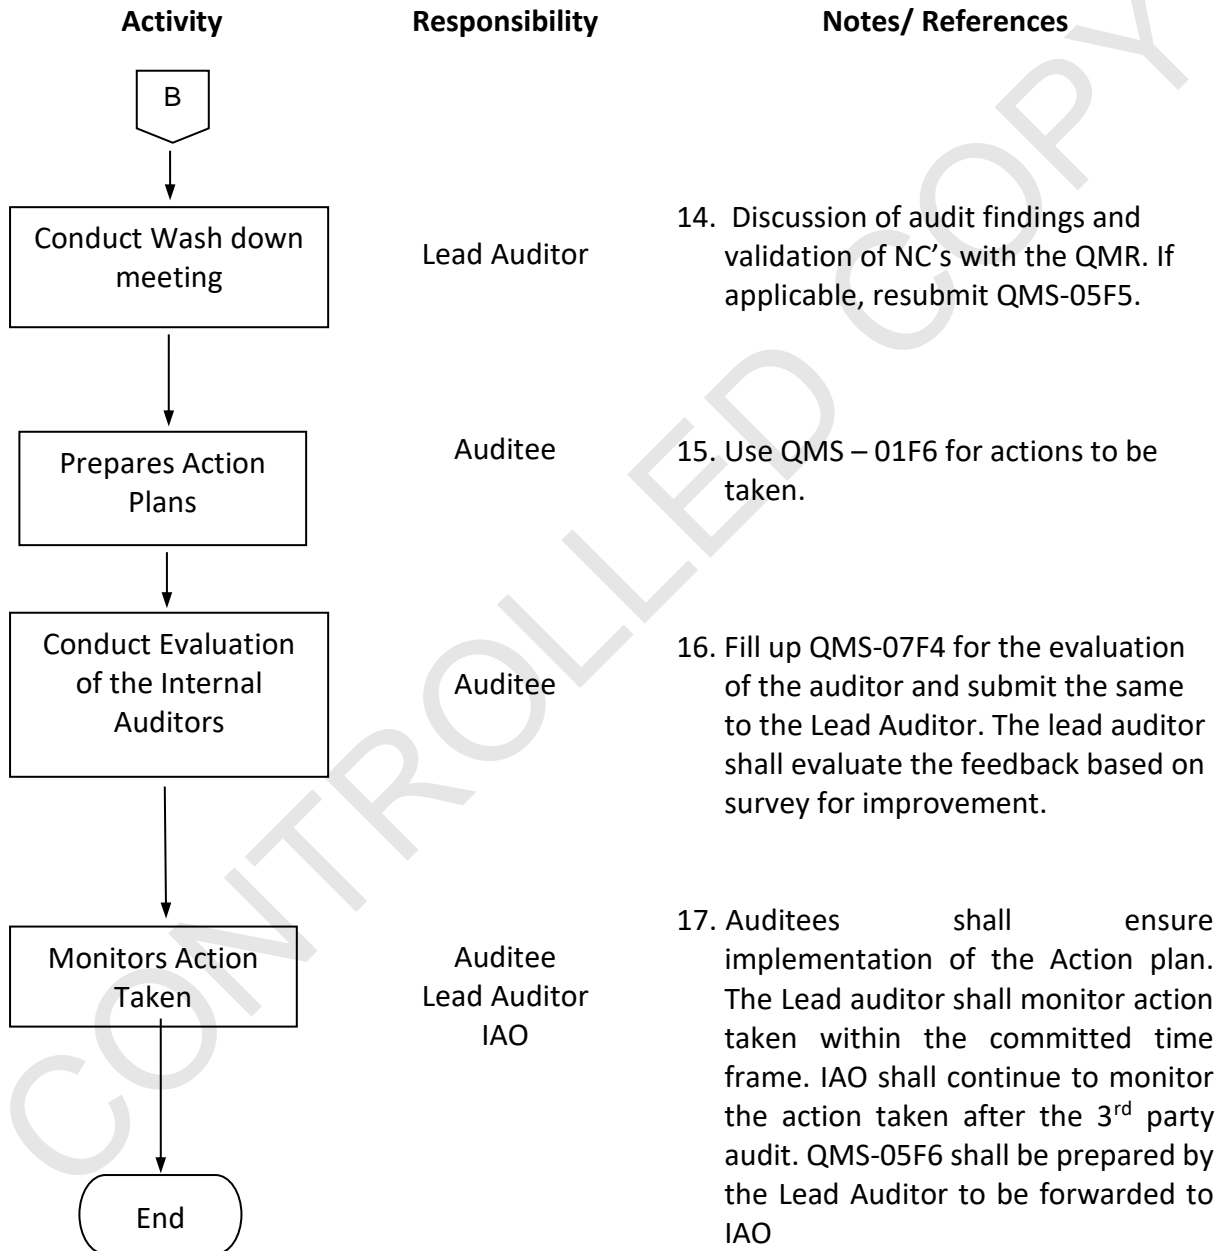 Activity Responsibility Notes/ References
B
Conduct Wash down
meeting
Lead Auditor
14. Discussion of audit findings and
validation of NC’s with the QMR. If
applicable, resubmit QMS-05F5.
Prepares Action
Plans
Auditee
15. Use QMS – 01F6 for actions to be
taken.
Conduct Evaluation
of the Internal
Auditors
Auditee
16. Fill up QMS-07F4 for the evaluation
of the auditor and submit the same
to the Lead Auditor. The lead auditor
shall evaluate the feedback based on
survey for improvement.
Monitors Action
Taken
Auditee
Lead Auditor
IAO
17. Auditees shall ensure
implementation of the Action plan.
The Lead auditor shall monitor action
taken within the committed time
frame. IAO shall continue to monitor
the action taken after the 3rd party
audit. QMS-05F6 shall be prepared by
the Lead Auditor to be forwarded to
IAO
End
CONTROLLED COPY